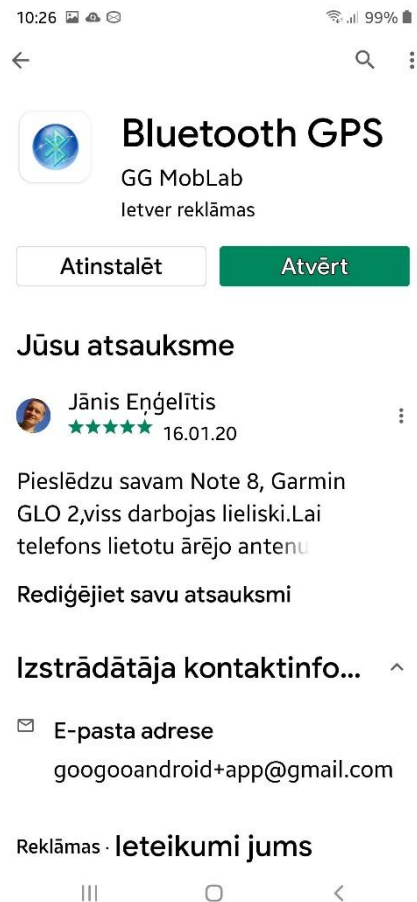 10:26 99%
Bluetooth GPS
GG MobLab
Ietver reklāmas
Atinstalēt Atvērt
Jūsu atsauksme
Jānis Eņģelītis
16.01.20
Pieslēdzu savam Note 8, Garmin
GLO 2,viss darbojas lieliski.Lai
telefons lietotu ārējo antenu
Rediģējiet savu atsauksmi
Izstrādātāja kontaktinfo...
E-pasta adrese
googooandroid+app@gmail.com
Reklāmas · Ieteikumi jums